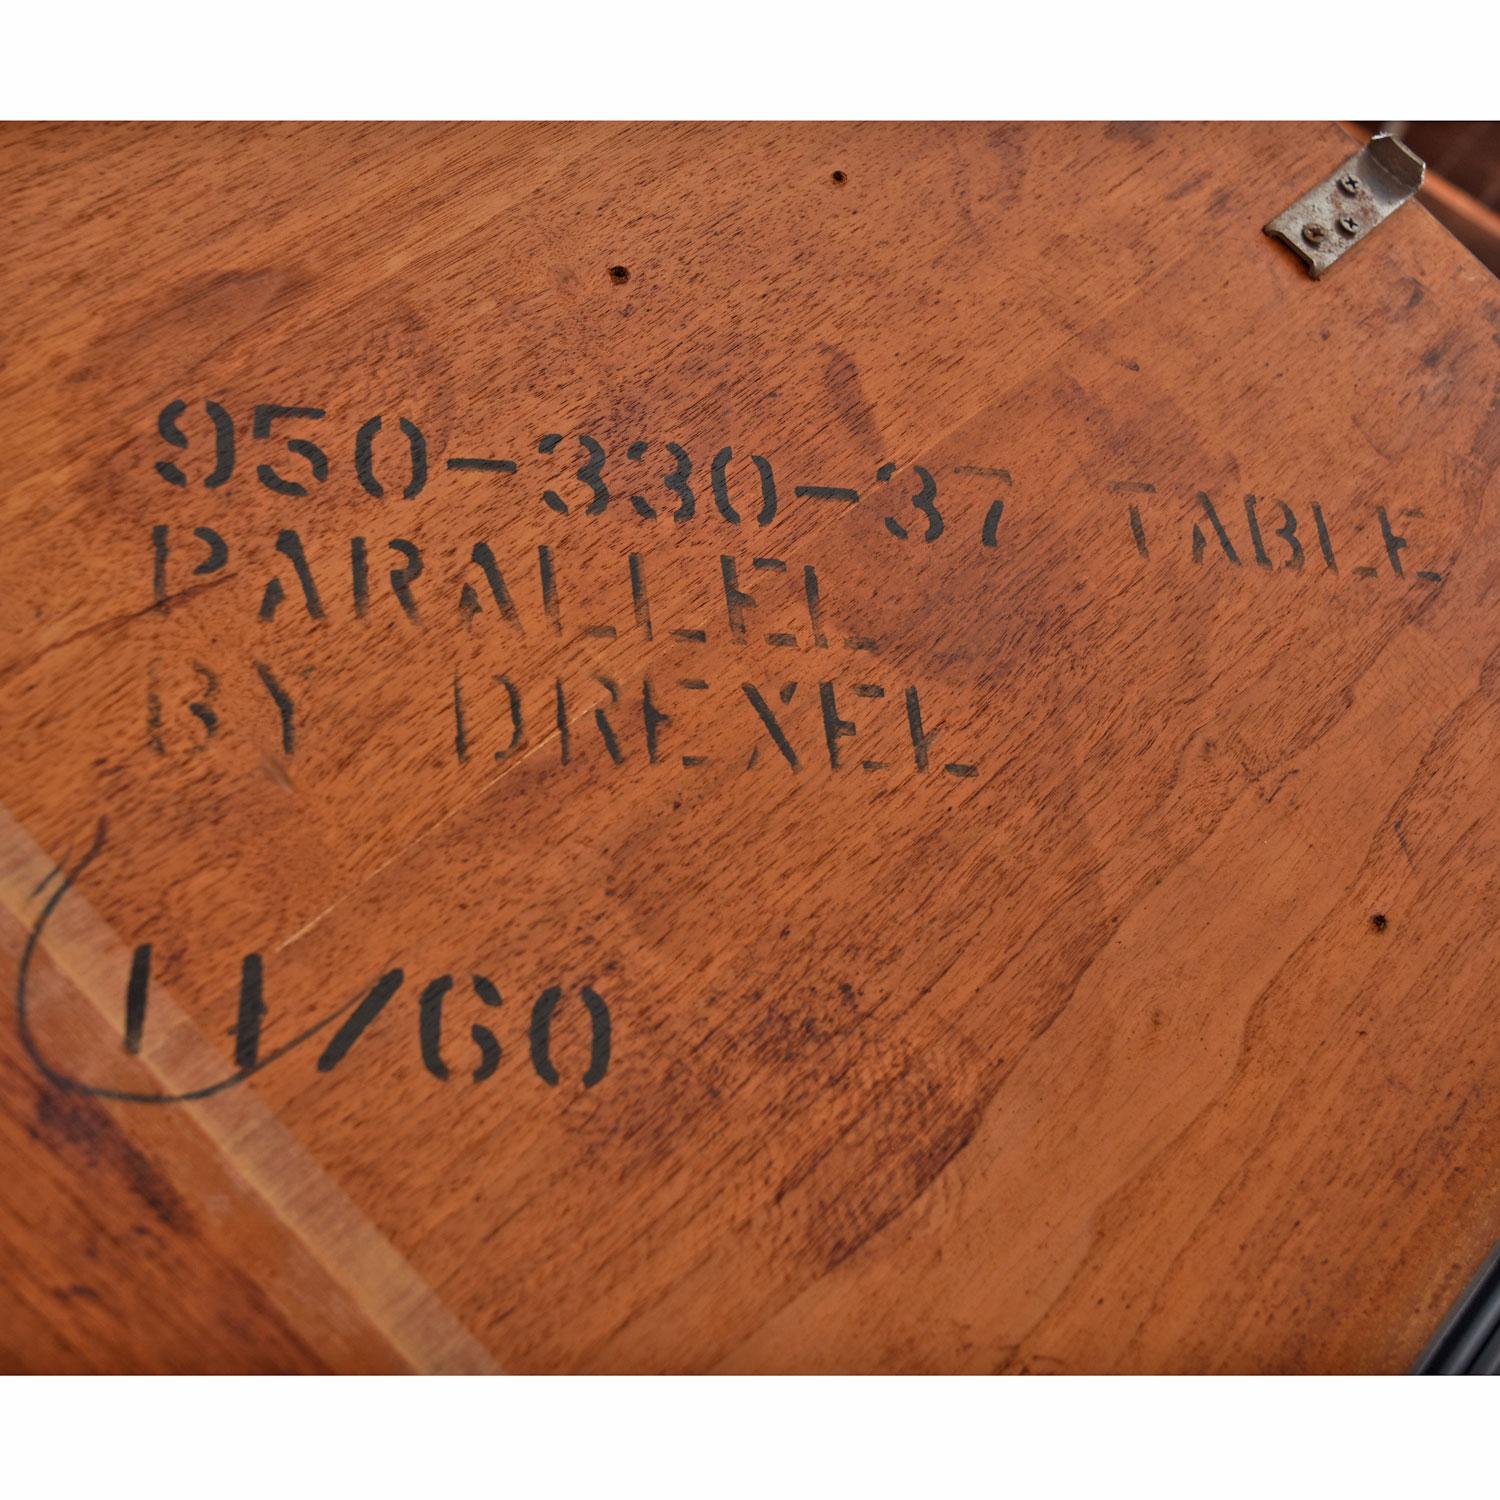 950-330-37 TABLE
PARALLEL
BY DREXEL
11/60